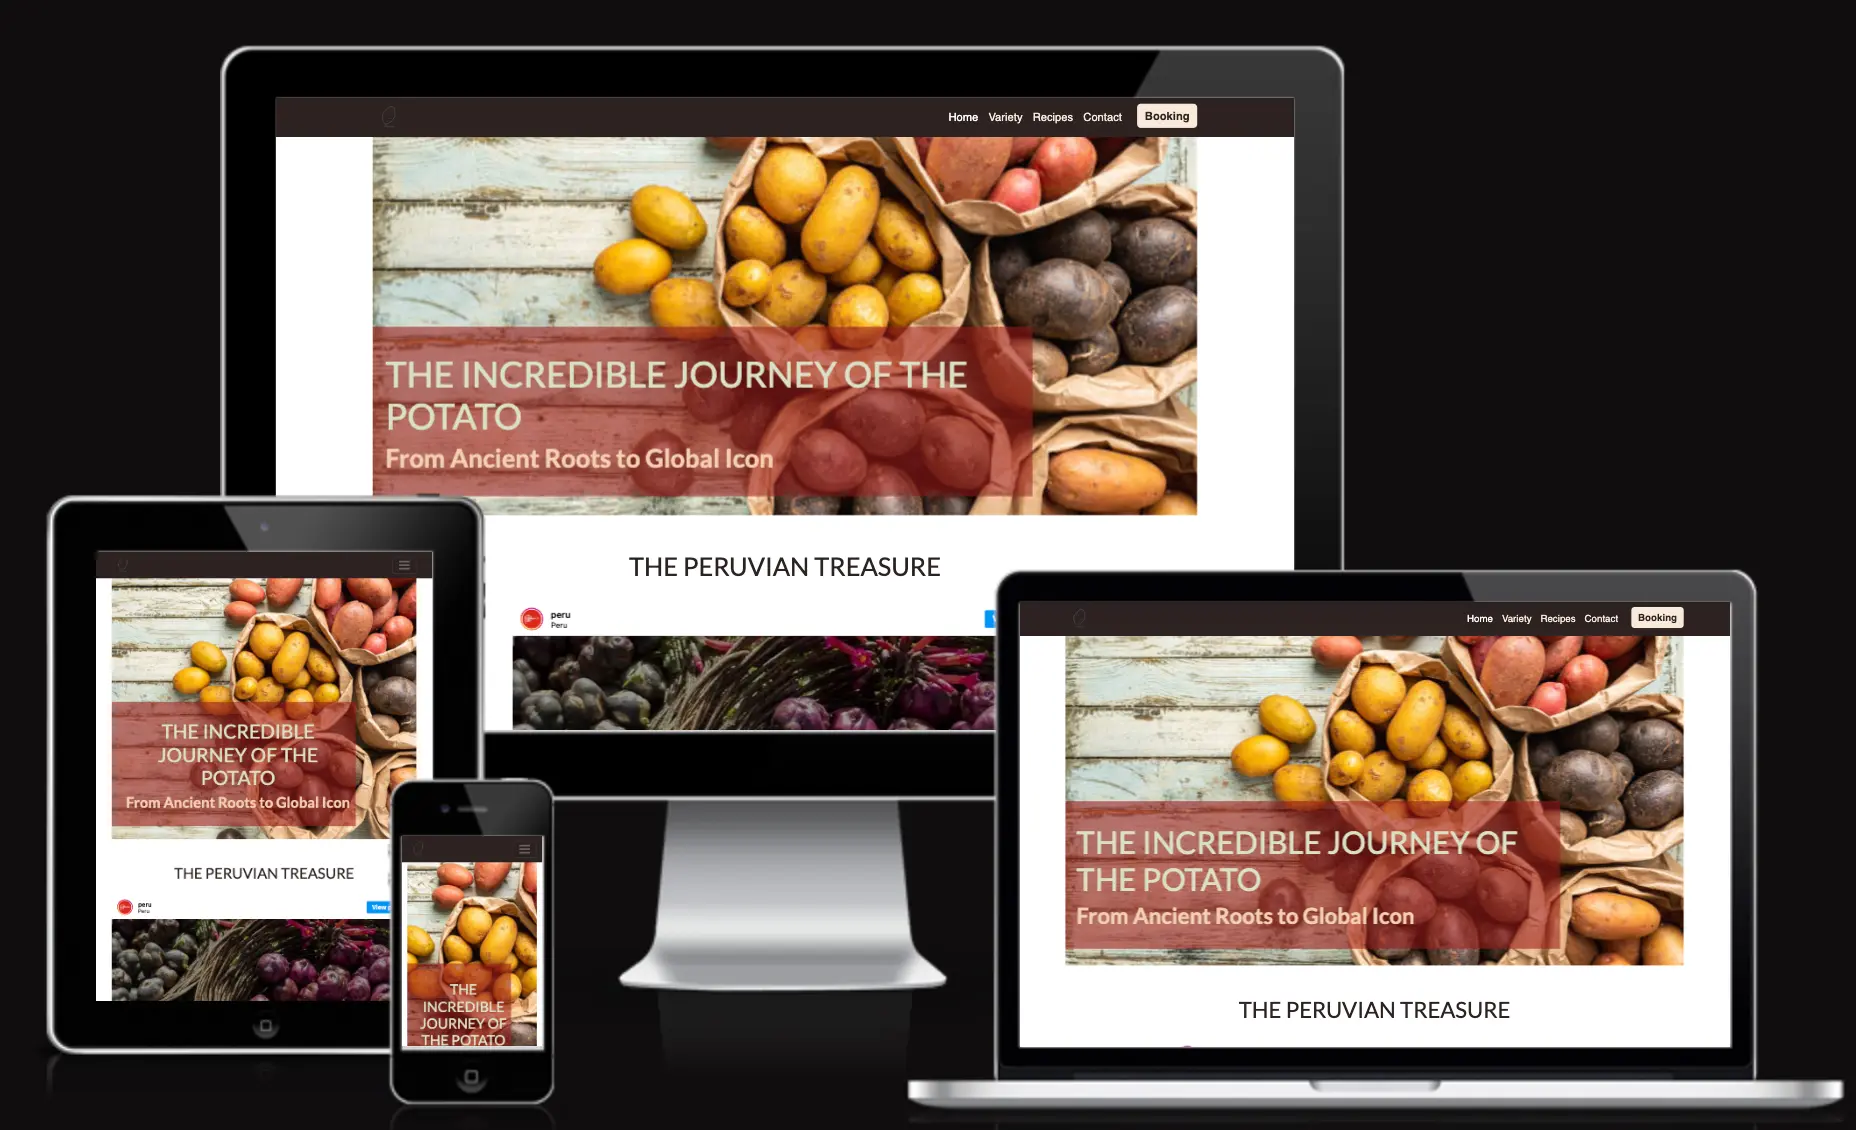 Home Variety Recipes Contact Booking
THE INCREDIBLE JOURNEY OF THE
POTATO
From Ancient Roots to Global Icon
THE PERUVIAN TREASURE
peru
Peru
THE INCREDIBLE
JOURNEY OF THE
POTATO
From Ancient Roots to Global Icon
THE PERUVIAN TREASURE
peru
Peru
View
THE
INCREDIBLE
JOURNEY OF
THE POTATO
Home Variety Recipes Contact Booking
THE INCREDIBLE JOURNEY OF
THE POTATO
From Ancient Roots to Global Icon
THE PERUVIAN TREASURE